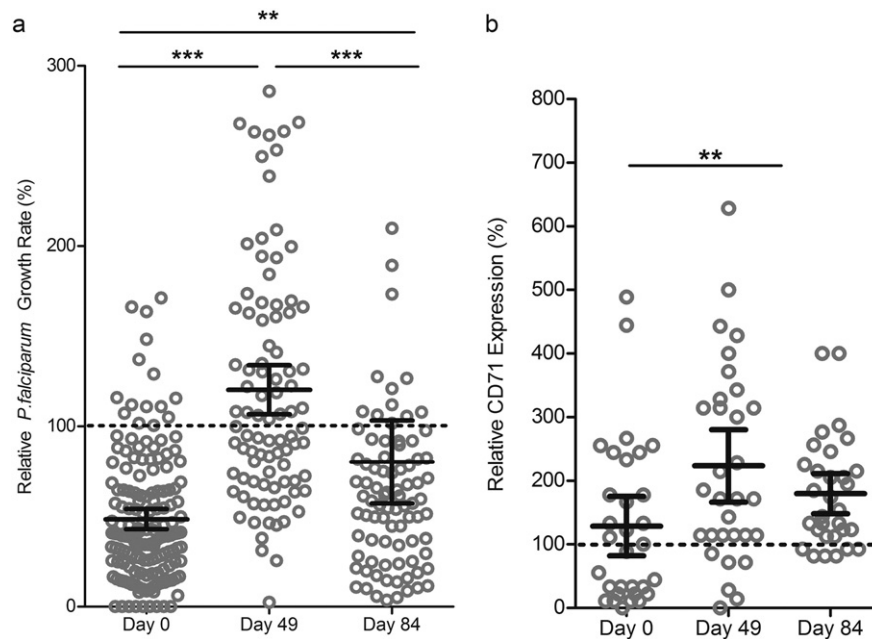 a
**
***
***
Relative P.falciparum Growth Rate (%)
300
200
100
0
Day 0
Day 49
Day 84
b
**
Relative CD71 Expression (%)
800
700
600
500
400
300
200
100
0
Day 0
Day 49
Day 84